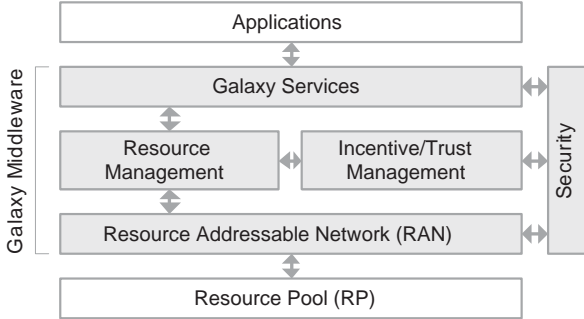 Applications
Galaxy Middleware
Galaxy Services
Resource
Management
Incentive/Trust
Management
Security
Resource Addressable Network (RAN)
Resource Pool (RP)